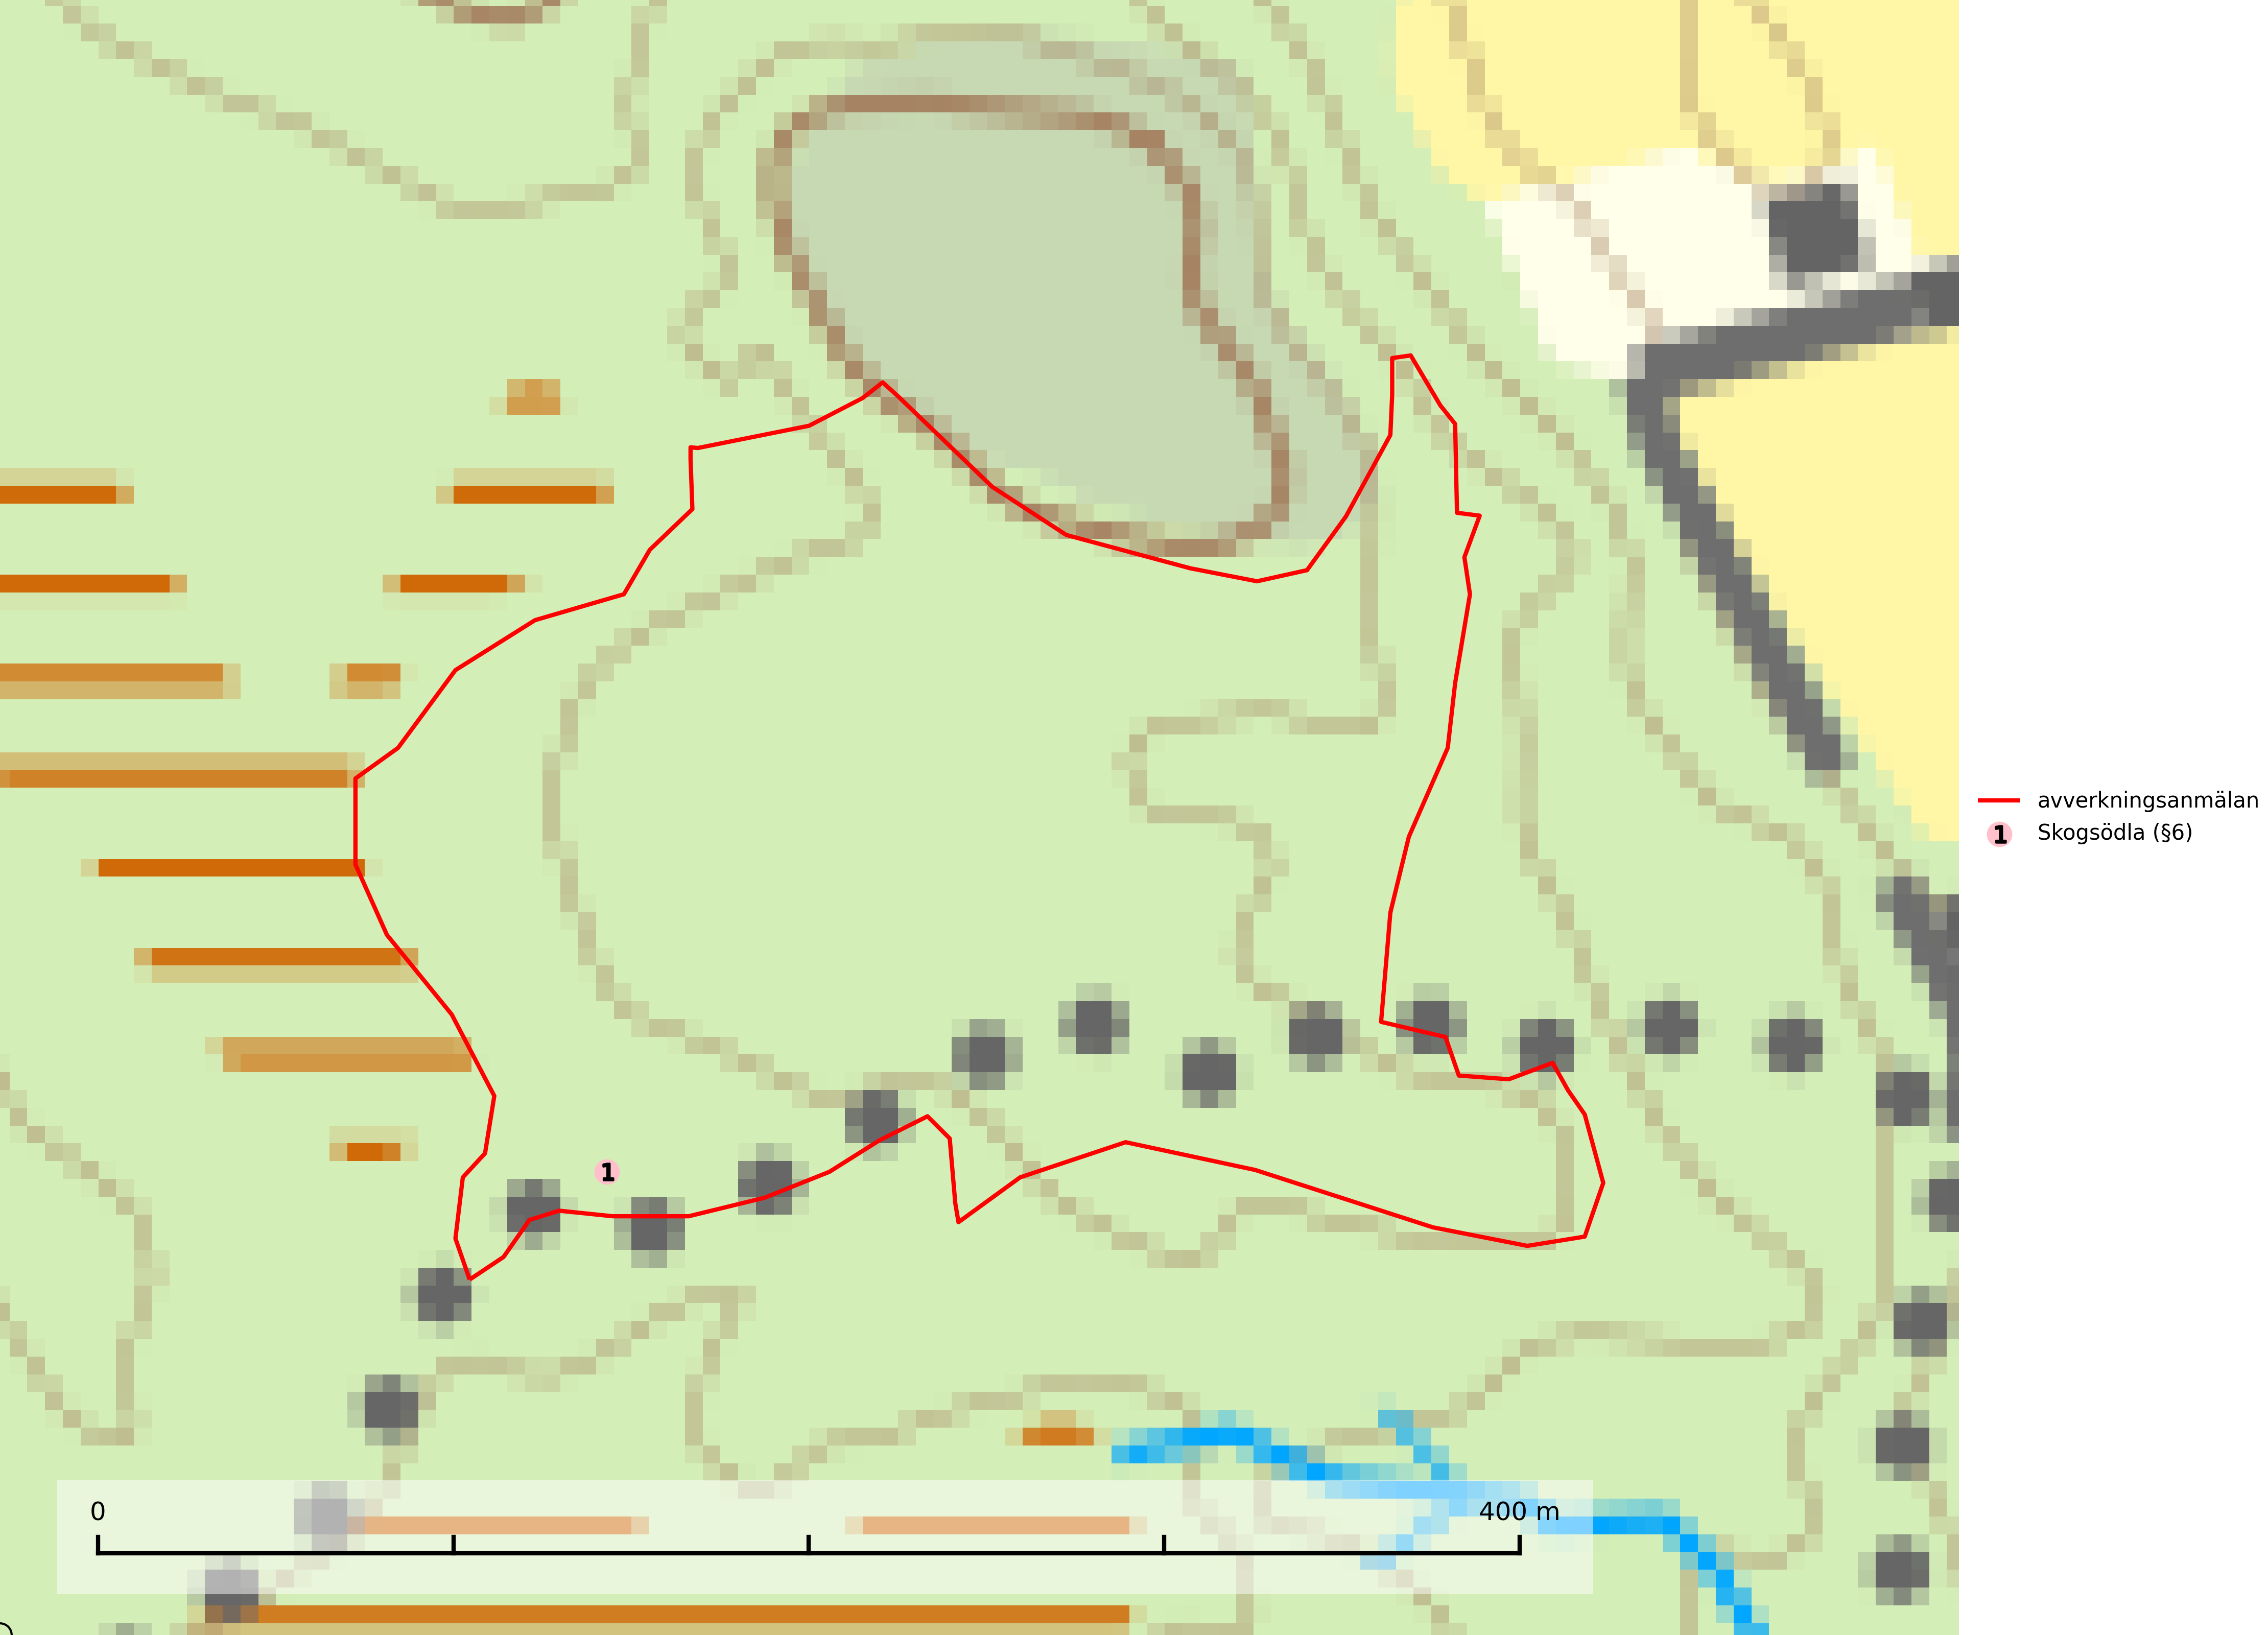 avverkningsanmälan
1 Skogsödla (§6)
1
0 400 m